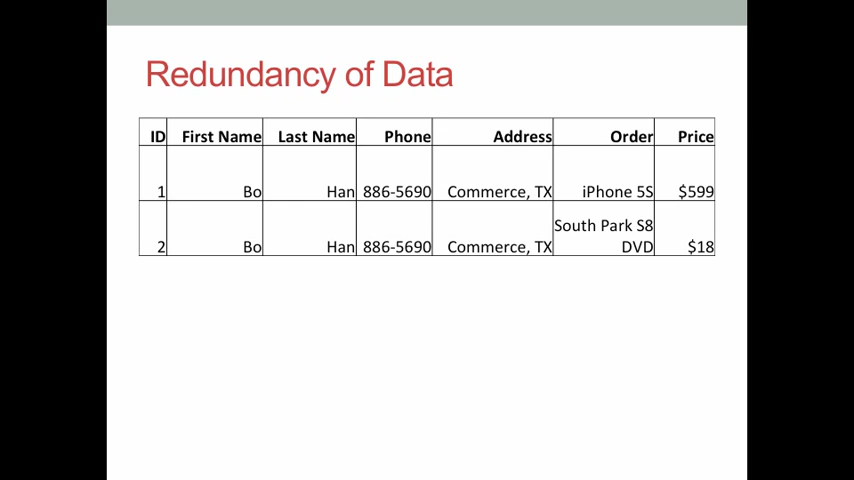 Redundancy of Data
ID First Name Last Name Phone Address Order Price
1 Bo Han 886-5690 Commerce, TX iPhone 5S $599
South Park S8
2 Bo Han 886-5690 Commerce, TX DVD $18